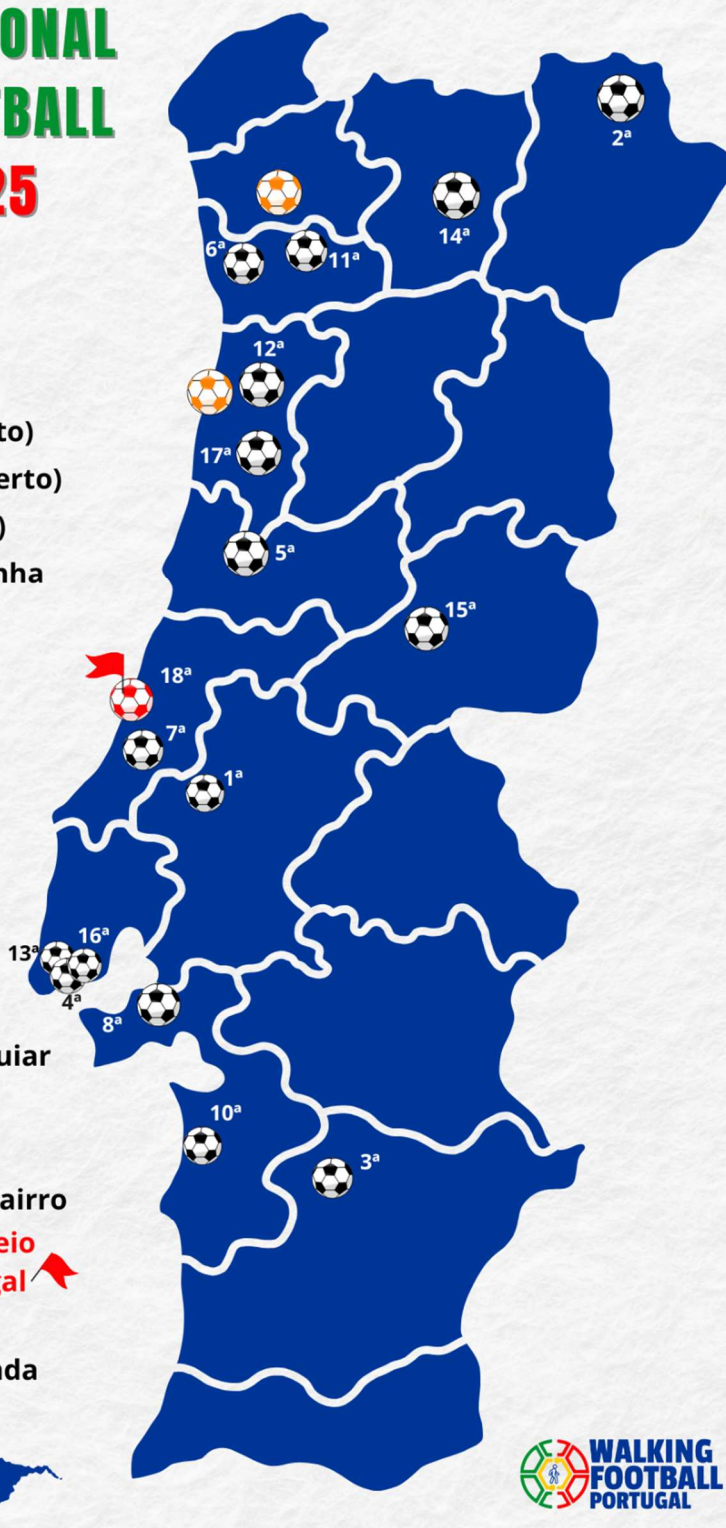 ONAL
BALL
25
2ª
14ª
6ª
11ª
12ª
to)
17ª
erto)
)
5ª
nha
15ª
18ª
7ª
1ª
16ª
13ª
4ª
8ª
uiar
10ª
3ª
airro
eio
gal
ada
WALKING
FOOTBALL
PORTUGAL